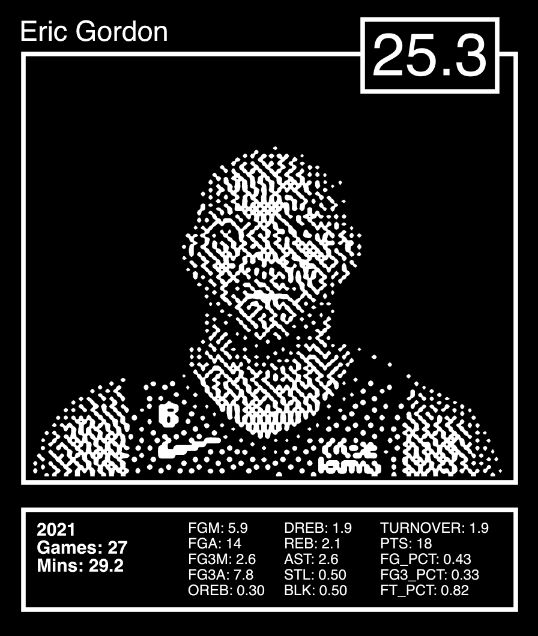 Eric Gordon
25.3
6
2021
Games: 27
Mins: 29.2
FGM: 5.9
FGA: 14
FG3M: 2.6
FG3A: 7.8
OREB: 0.30
DREB: 1.9
REB: 2.1
AST: 2.6
STL: 0.50
BLK: 0.50
TURNOVER: 1.9
PTS: 18
FG_PCT: 0.43
FG3_PCT: 0.33
FT_PCT: 0.82